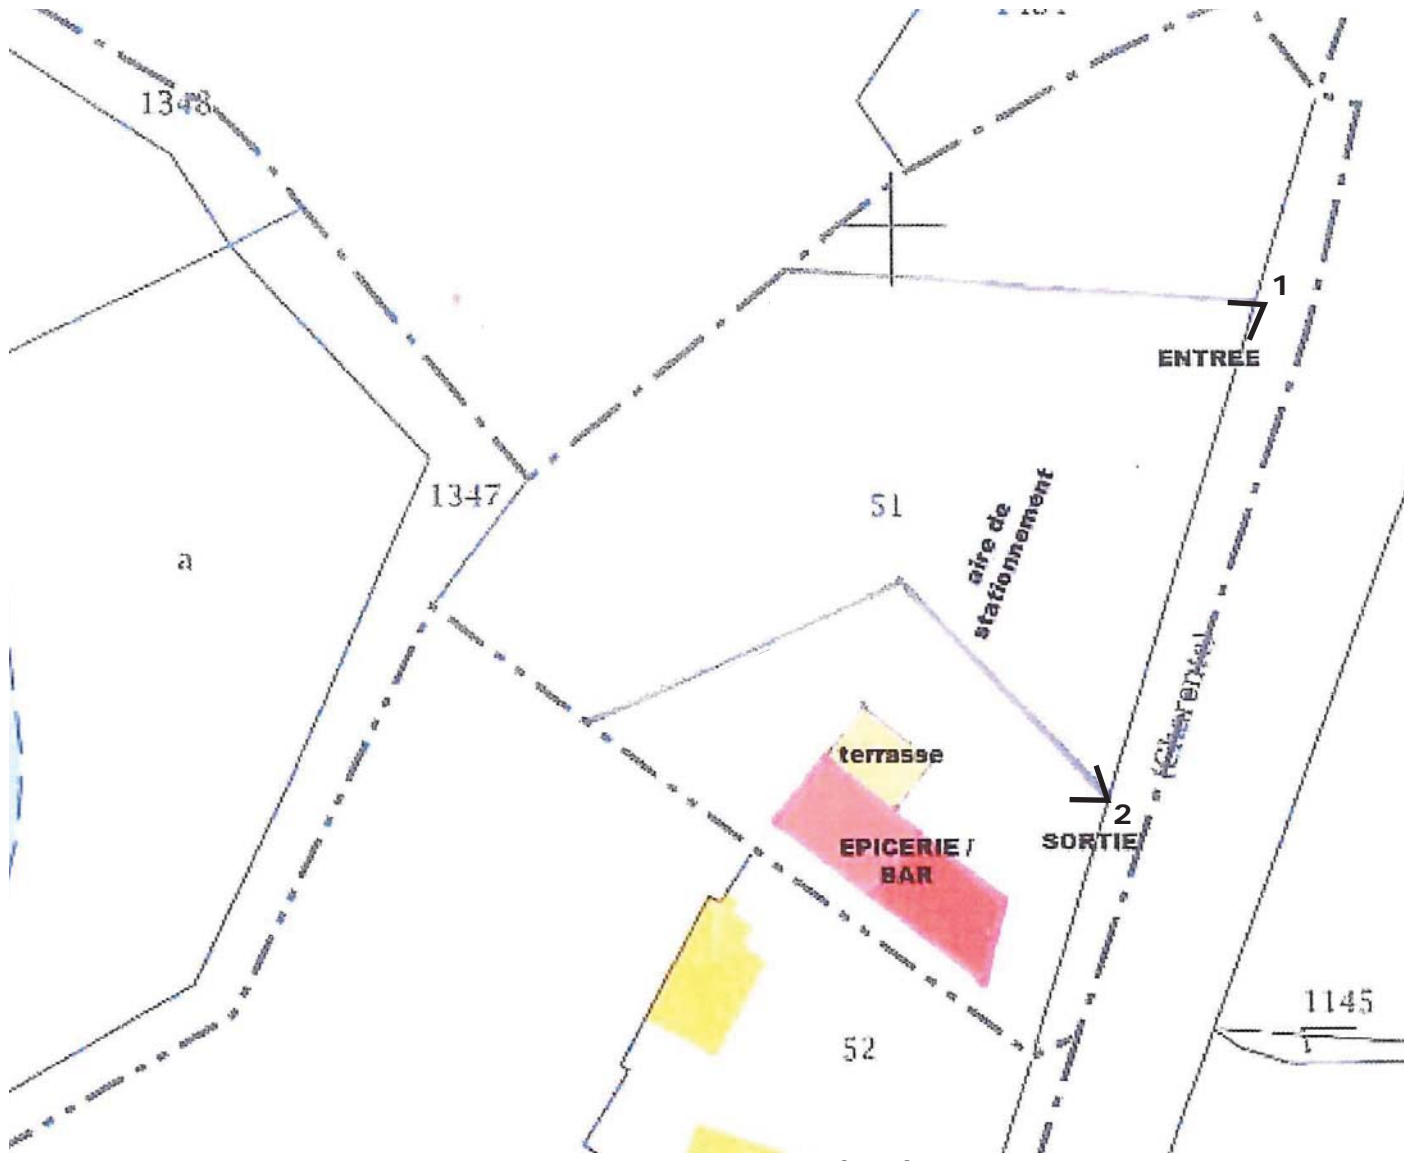 1348
1
ENTREE
1347
51
aire de
stationnement
a
terrasse
EPICERIE /
BAR
2
SORTIE
1145
52